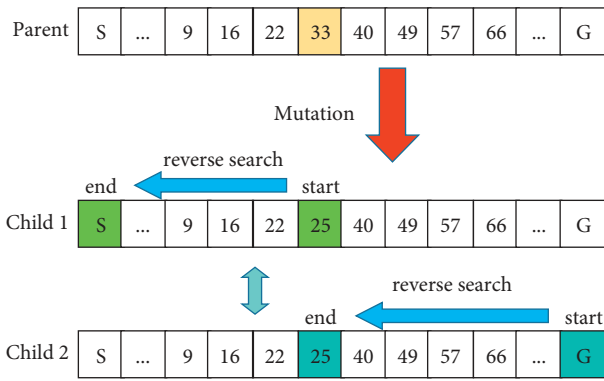 Parent S ... 9 16 22 33 40 49 57 66 ... G
Mutation
reverse search
end start
Child 1 S ... 9 16 22 25 40 49 57 66 ... G
reverse search
end start
Child 2 S ... 9 16 22 25 40 49 57 66 ... G